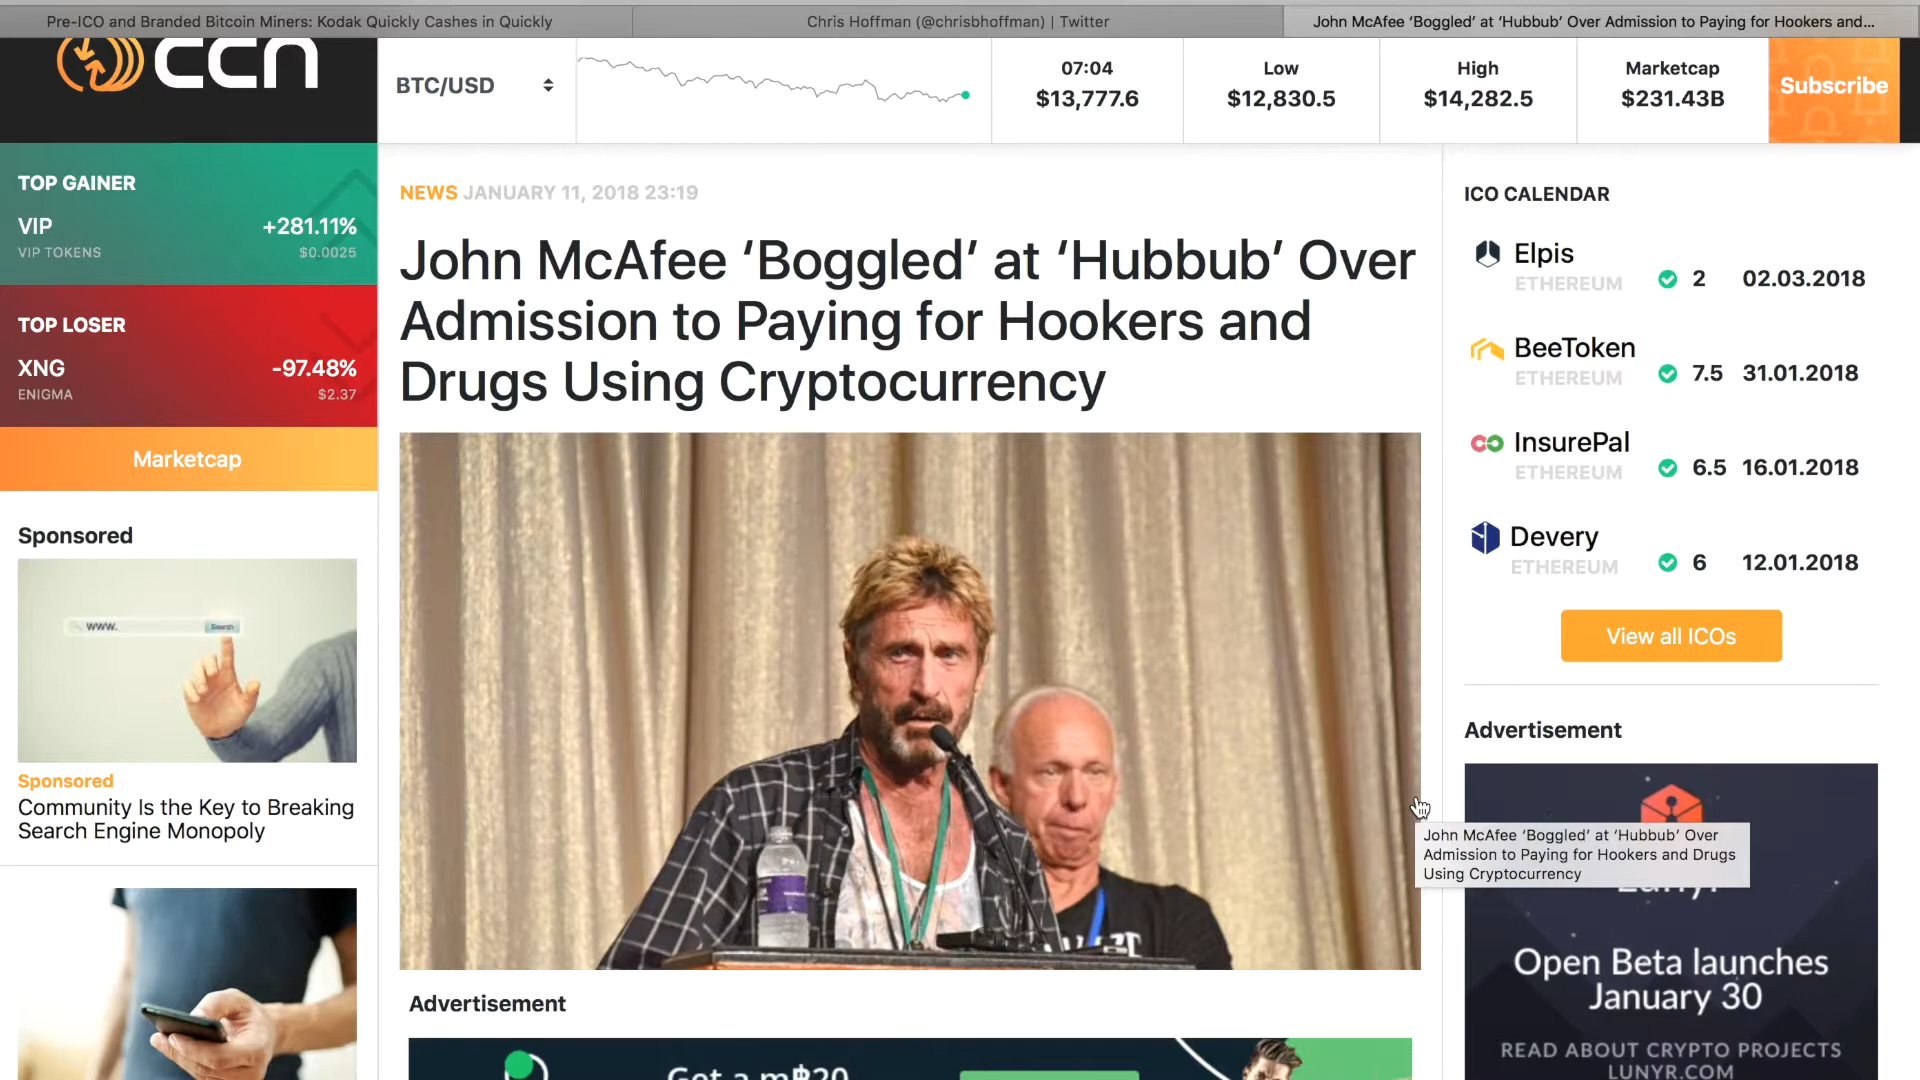 Pre-ICO and Branded Bitcoin Miners: Kodak Quickly Cashes in Quickly
Chris Hoffman (@chrisbhoffman) | Twitter
John McAfee ‘Boggled’ at ‘Hubbub’ Over Admission to Paying for Hookers and...
ccn
BTC/USD
07:04
$13,777.6
Low
$12,830.5
High
$14,282.5
Marketcap
$231.43B
Subscribe
TOP GAINER
VIP +281.11%
VIP TOKENS $0.0025
TOP LOSER
XNG -97.48%
ENIGMA $2.37
Marketcap
Sponsored
WWW. Search
Sponsored
Community Is the Key to Breaking
Search Engine Monopoly
NEWS JANUARY 11, 2018 23:19
John McAfee ‘Boggled’ at ‘Hubbub’ Over
Admission to Paying for Hookers and
Drugs Using Cryptocurrency
Advertisement
Get a mɃ20
ICO CALENDAR
Elpis
ETHEREUM 2 02.03.2018
BeeToken
ETHEREUM 7.5 31.01.2018
InsurePal
ETHEREUM 6.5 16.01.2018
Devery
ETHEREUM 6 12.01.2018
View all ICOs
Advertisement
John McAfee ‘Boggled’ at ‘Hubbub’ Over
Admission to Paying for Hookers and Drugs
Using Cryptocurrency
Open Beta launches
January 30
READ ABOUT CRYPTO PROJECTS
LUNYR.COM